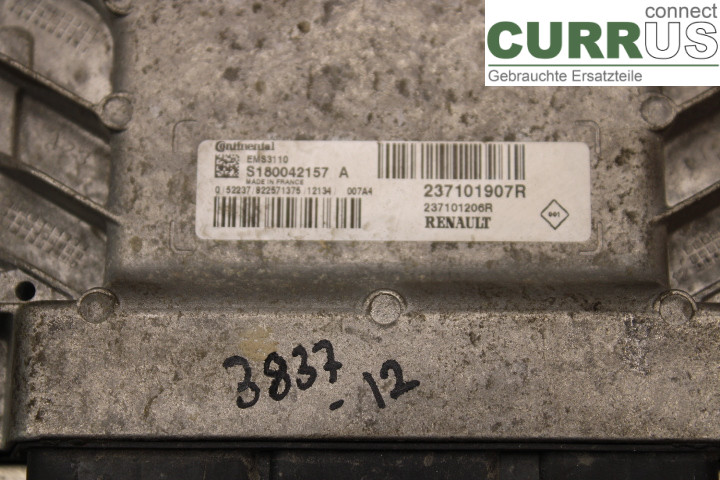 connect
CURRUS
Gebrauchte Ersatzteile
Continental
EMS3110
S180042157 A
MADE IN FRANCE
0/52237/822571375/12134/ 007A4
237101907R
237101206R
RENAULT
3837
-12